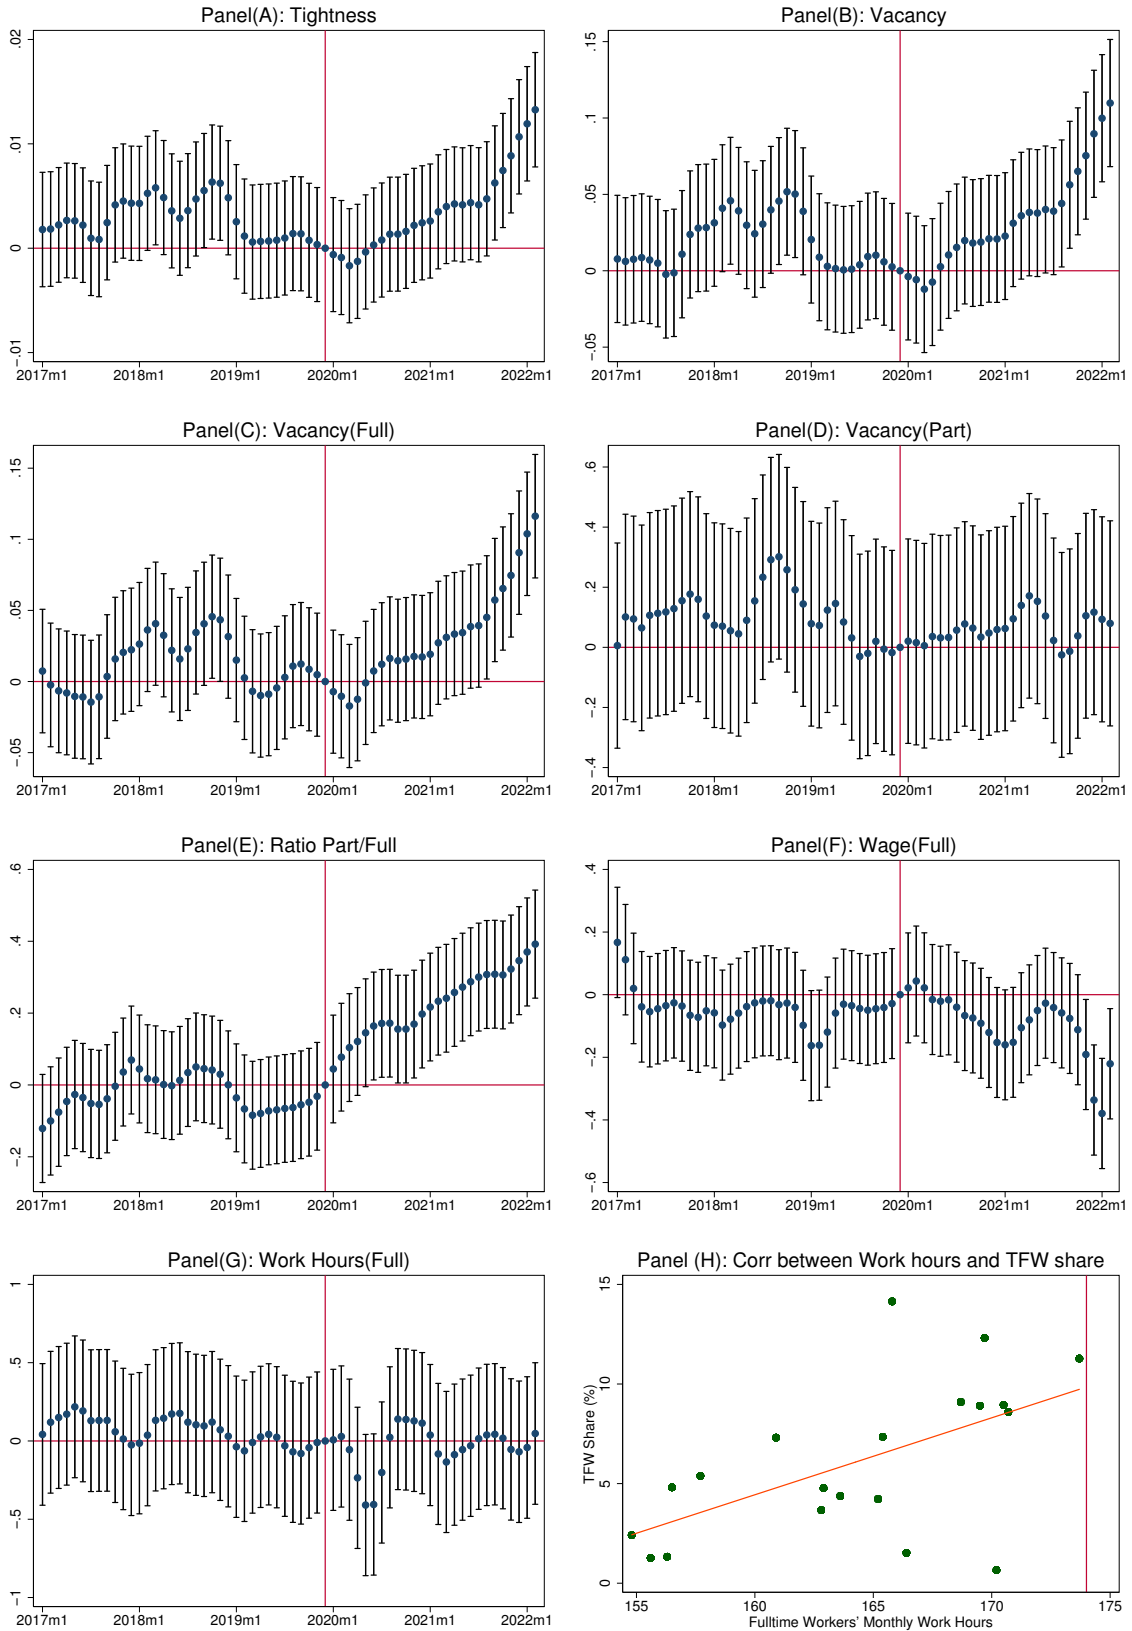 Panel(A): Tightness
.02
.01
0
-.01
2017m1 2018m1 2019m1 2020m1 2021m1 2022m1
Panel(B): Vacancy
.15
.1
.05
0
-.05
2017m1 2018m1 2019m1 2020m1 2021m1 2022m1
Panel(C): Vacancy(Full)
.15
.1
.05
0
-.05
2017m1 2018m1 2019m1 2020m1 2021m1 2022m1
Panel(D): Vacancy(Part)
.6
.4
.2
0
-.2
-.4
2017m1 2018m1 2019m1 2020m1 2021m1 2022m1
Panel(E): Ratio Part/Full
.6
.4
.2
0
-.2
2017m1 2018m1 2019m1 2020m1 2021m1 2022m1
Panel(F): Wage(Full)
.4
.2
0
-.2
-.4
-.6
2017m1 2018m1 2019m1 2020m1 2021m1 2022m1
Panel(G): Work Hours(Full)
1
.5
0
-.5
-1
2017m1 2018m1 2019m1 2020m1 2021m1 2022m1
Panel (H): Corr between Work hours and TFW share
TFW Share (%)
15
10
5
0
155 160 165 170 175
Fulltime Workers' Monthly Work Hours